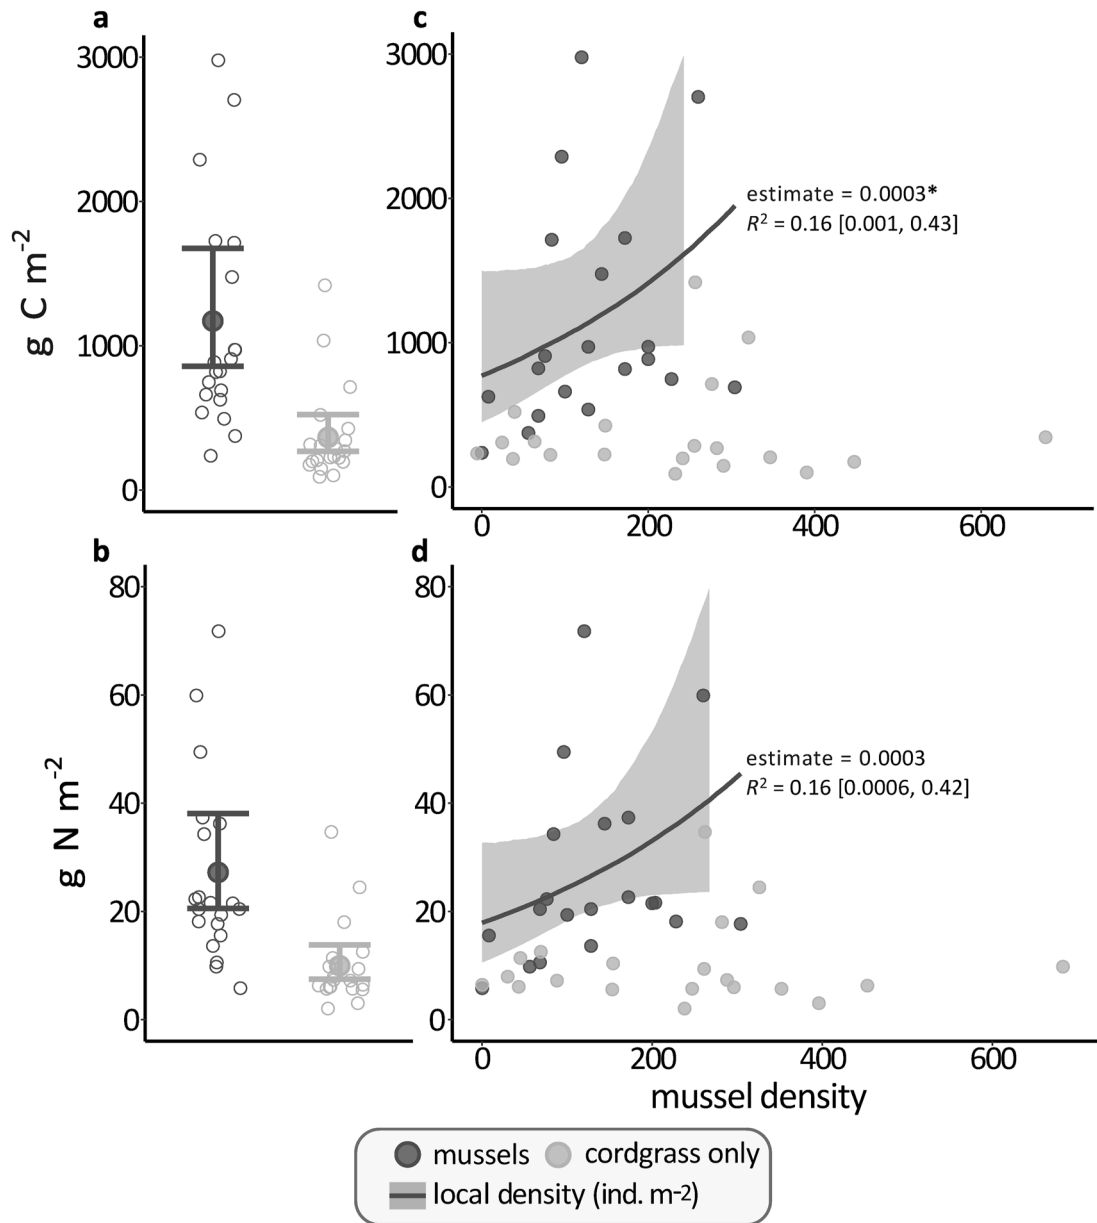 a
3000
2000
1000
0
g C m-2
c
3000
2000
1000
0
estimate = 0.0003*
R2 = 0.16 [0.001, 0.43]
0 200 400 600
b
80
60
40
20
0
g N m-2
d
80
60
40
20
0
estimate = 0.0003
R2 = 0.16 [0.0006, 0.42]
0 200 400 600
mussel density
mussels cordgrass only
local density (ind. m-2)